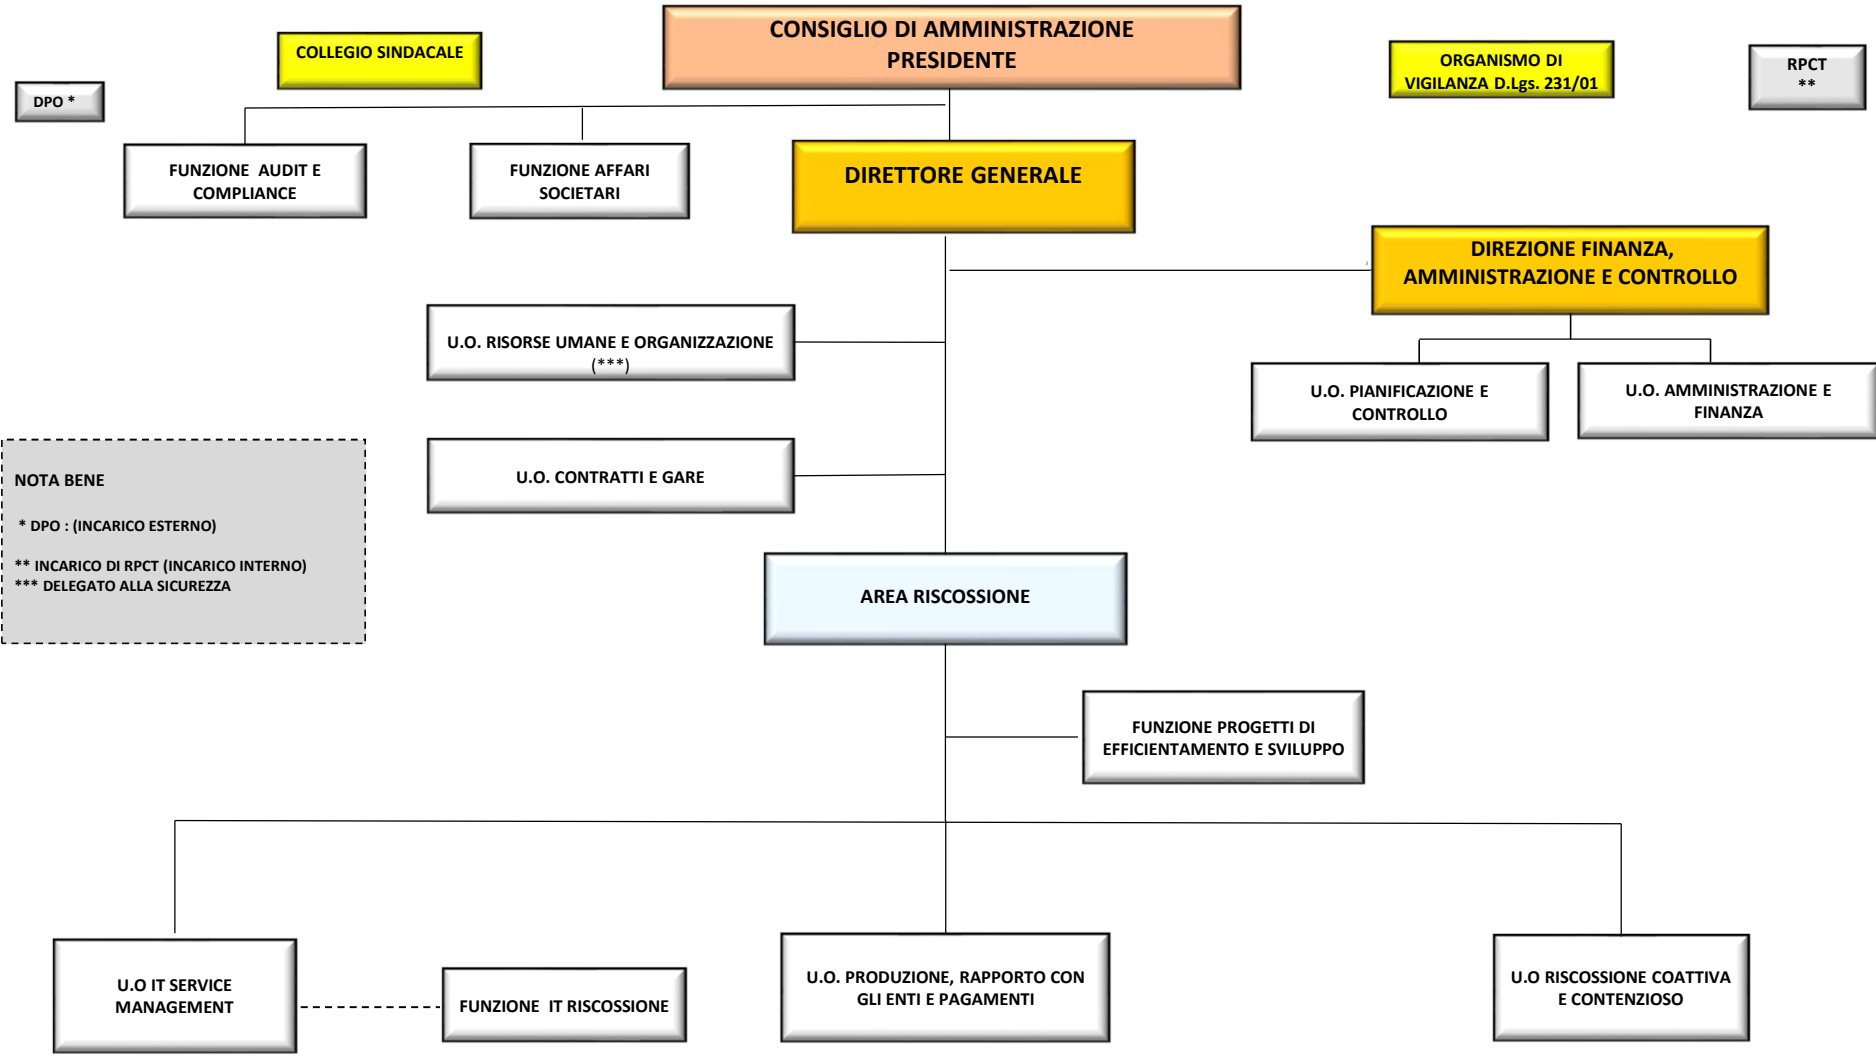 CONSIGLIO DI AMMINISTRAZIONE
PRESIDENTE
COLLEGIO SINDACALE
ORGANISMO DI
VIGILANZA D.Lgs. 231/01
RPCT
**
DPO *
FUNZIONE AUDIT E
COMPLIANCE
FUNZIONE AFFARI
SOCIETARI
DIRETTORE GENERALE
DIREZIONE FINANZA,
AMMINISTRAZIONE E CONTROLLO
U.O. RISORSE UMANE E ORGANIZZAZIONE
(***)
U.O. PIANIFICAZIONE E
CONTROLLO
U.O. AMMINISTRAZIONE E
FINANZA
U.O. CONTRATTI E GARE
NOTA BENE
* DPO : (INCARICO ESTERNO)
** INCARICO DI RPCT (INCARICO INTERNO)
*** DELEGATO ALLA SICUREZZA
AREA RISCOSSIONE
FUNZIONE PROGETTI DI
EFFICIENTAMENTO E SVILUPPO
U.O IT SERVICE
MANAGEMENT
FUNZIONE IT RISCOSSIONE
U.O. PRODUZIONE, RAPPORTO CON
GLI ENTI E PAGAMENTI
U.O RISCOSSIONE COATTIVA
E CONTENZIOSO